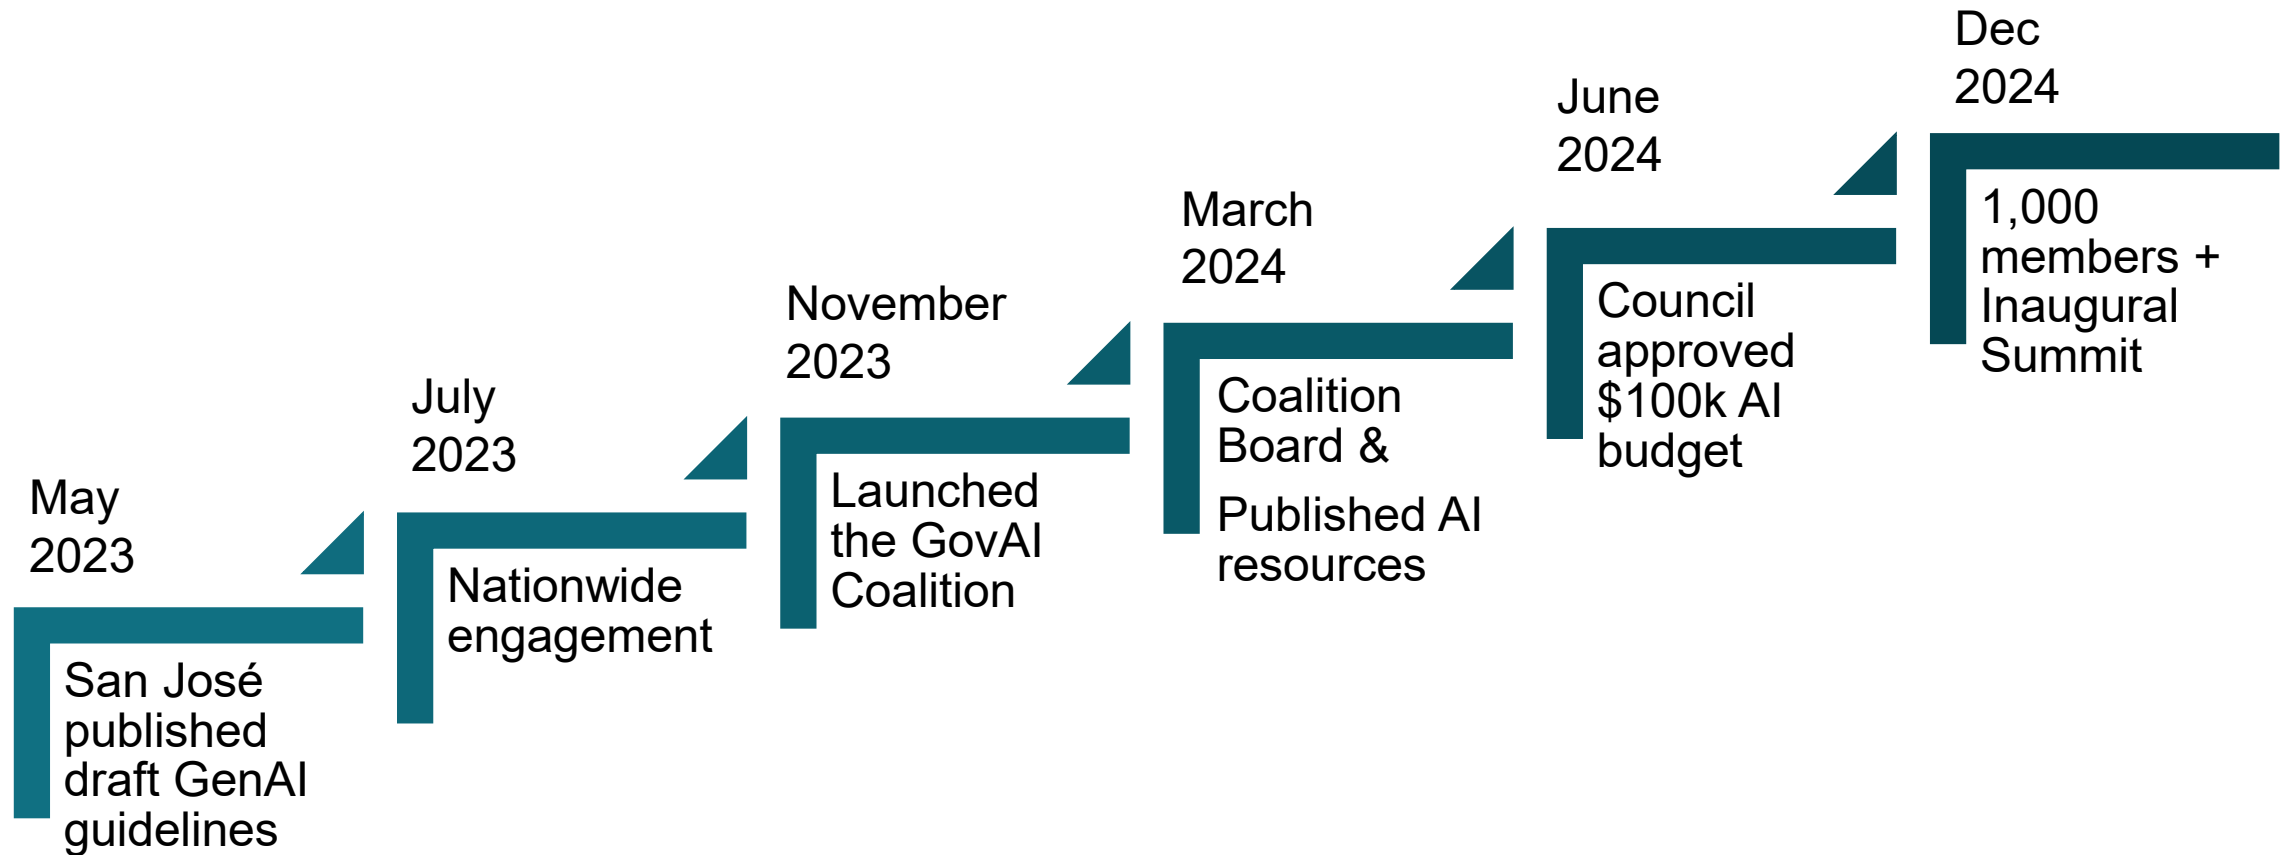 May
2023
San José
published
draft GenAI
guidelines
July
2023
Nationwide
engagement
November
2023
Launched
the GovAI
Coalition
March
2024
Coalition
Board &
Published AI
resources
June
2024
Council
approved
$100k AI
budget
Dec
2024
1,000
members +
Inaugural
Summit